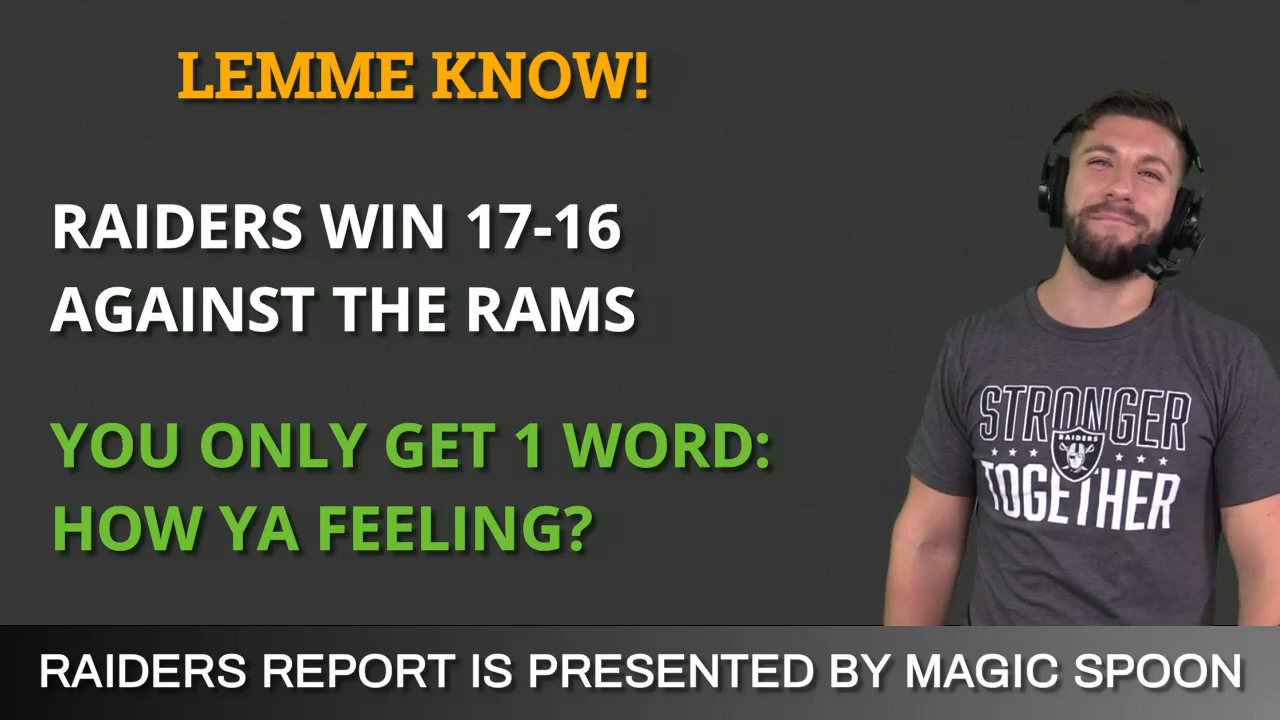 LEMME KNOW!
RAIDERS WIN 17-16
AGAINST THE RAMS
YOU ONLY GET 1 WORD:
HOW YA FEELING?
STRONGER
RAIDERS
TOGETHER
RAIDERS REPORT IS PRESENTED BY MAGIC SPOON